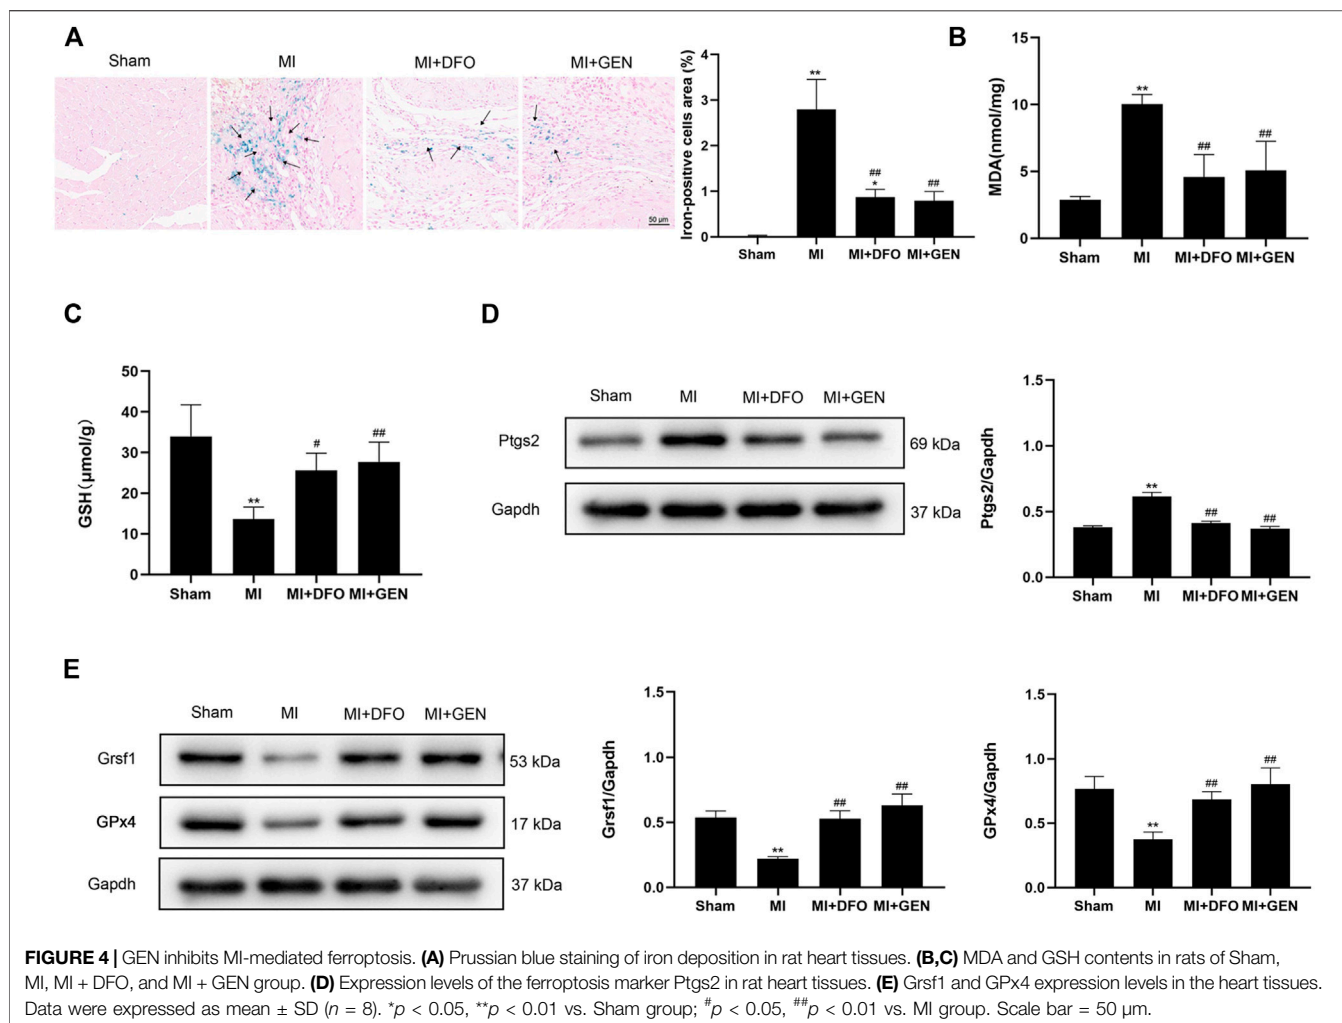 A
Sham MI MI+DFO MI+GEN
50 μm
Iron-positive cells area (%)
4
3
2
1
0
**
##
*
##
Sham MI MI+DFO MI+GEN
B
MDA(nmol/mg)
15
10
5
0
**
##
##
Sham MI MI+DFO MI+GEN
C
GSH(μmol/g)
50
40
30
20
10
0
**
#
##
Sham MI MI+DFO MI+GEN
D
Sham MI MI+DFO MI+GEN
Ptgs2 69 kDa
Gapdh 37 kDa
Ptgs2/Gapdh
1.5
1.0
0.5
0.0
**
##
##
Sham MI MI+DFO MI+GEN
E
Sham MI MI+DFO MI+GEN
Grsf1 53 kDa
GPx4 17 kDa
Gapdh 37 kDa
Grsf1/Gapdh
1.5
1.0
0.5
0.0
**
##
##
Sham MI MI+DFO MI+GEN
GPx4/Gapdh
1.5
1.0
0.5
0.0
**
##
##
Sham MI MI+DFO MI+GEN
FIGURE 4 | GEN inhibits MI-mediated ferroptosis. (A) Prussian blue staining of iron deposition in rat heart tissues. (B,C) MDA and GSH contents in rats of Sham,
MI, MI + DFO, and MI + GEN group. (D) Expression levels of the ferroptosis marker Ptgs2 in rat heart tissues. (E) Grsf1 and GPx4 expression levels in the heart tissues.
Data were expressed as mean ± SD (n = 8). *p < 0.05, **p < 0.01 vs. Sham group; #p < 0.05, ##p < 0.01 vs. MI group. Scale bar = 50 μm.